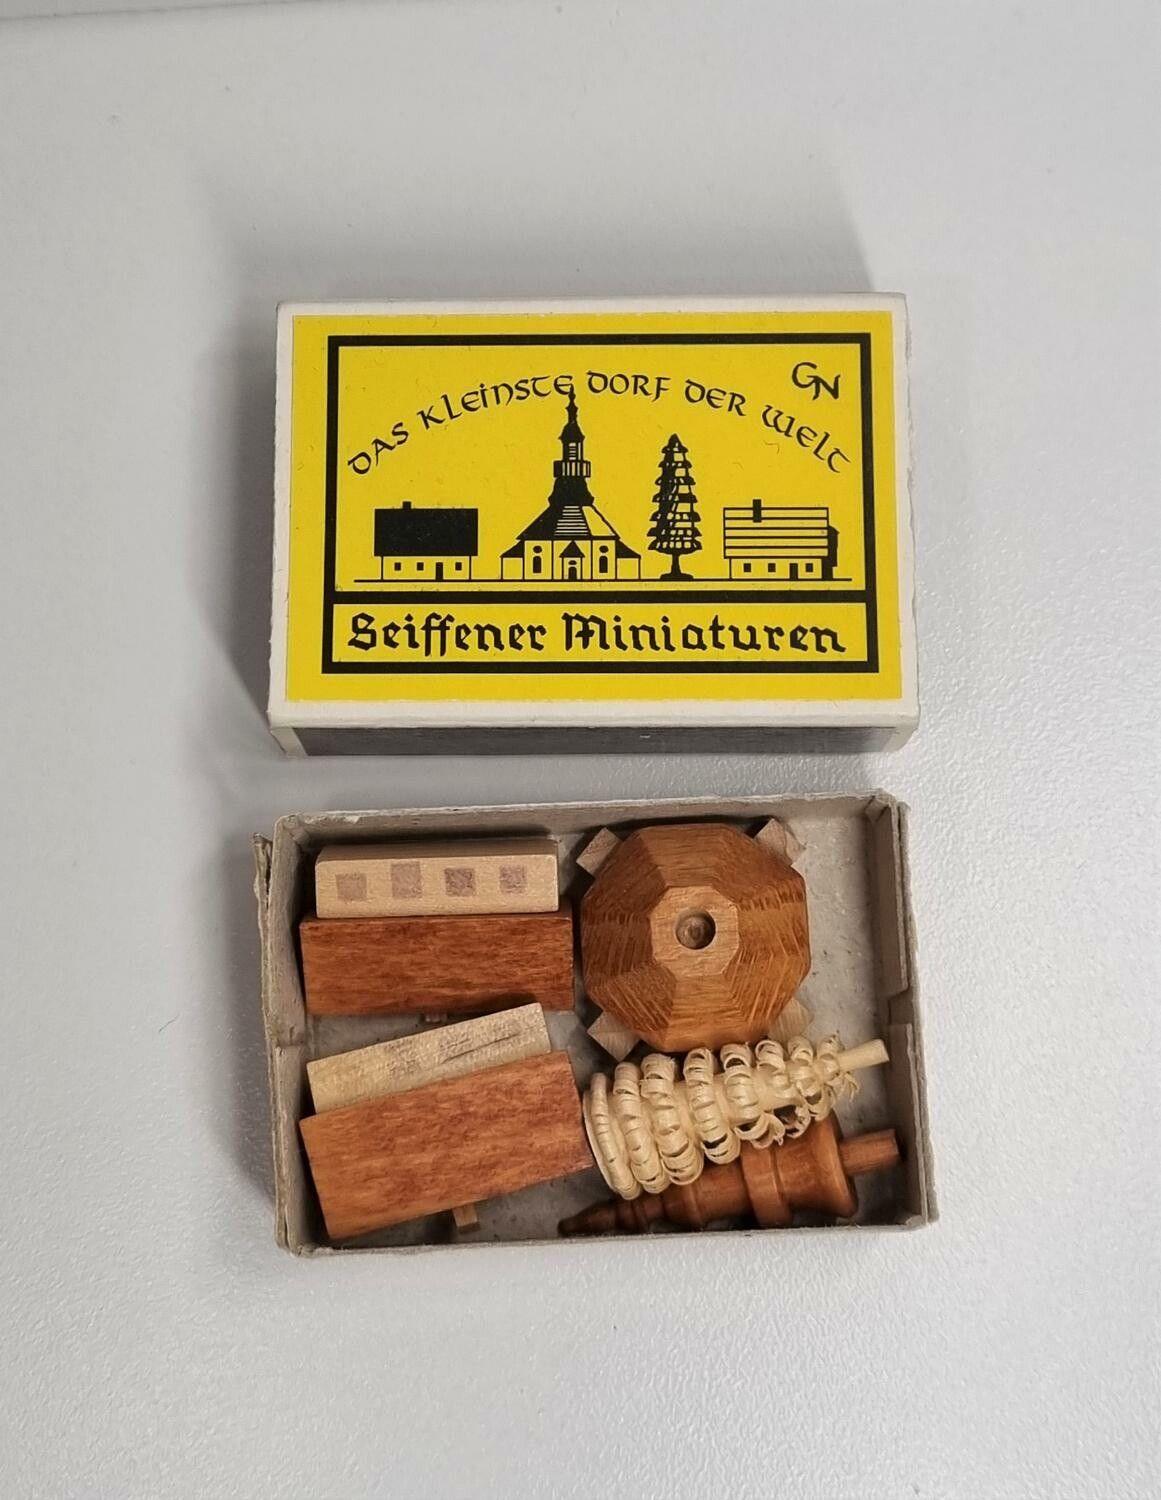 GN
DAS KLEINSTE DORF DER WELT
Seiffener Miniaturen